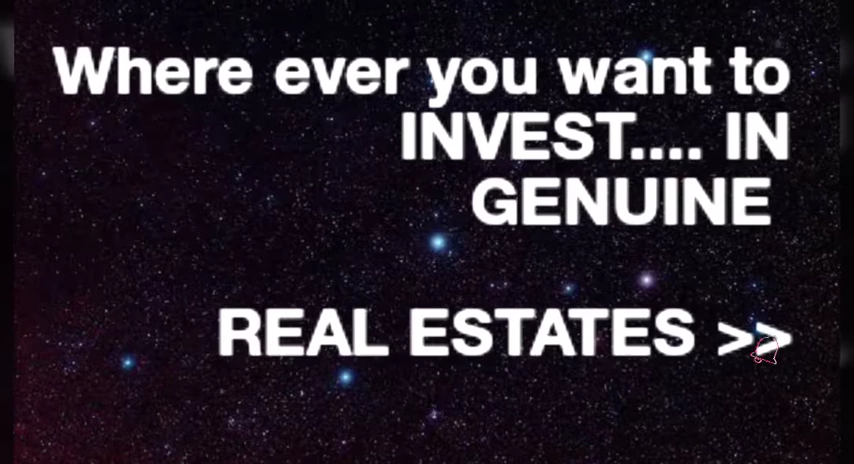 Where ever you want to
INVEST.... IN
GENUINE
REAL ESTATES >>